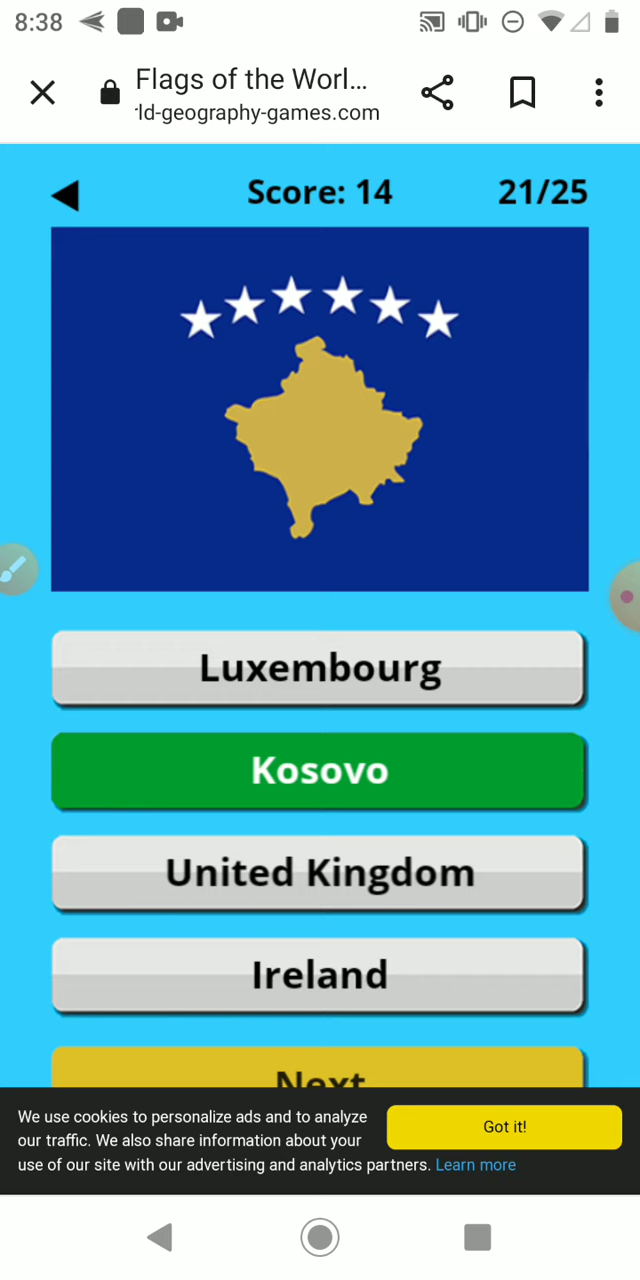 8:38
Flags of the Worl...
rld-geography-games.com
Score: 14 21/25
Luxembourg
Kosovo
United Kingdom
Ireland
Next
We use cookies to personalize ads and to analyze
our traffic. We also share information about your
use of our site with our advertising and analytics partners. Learn more
Got it!